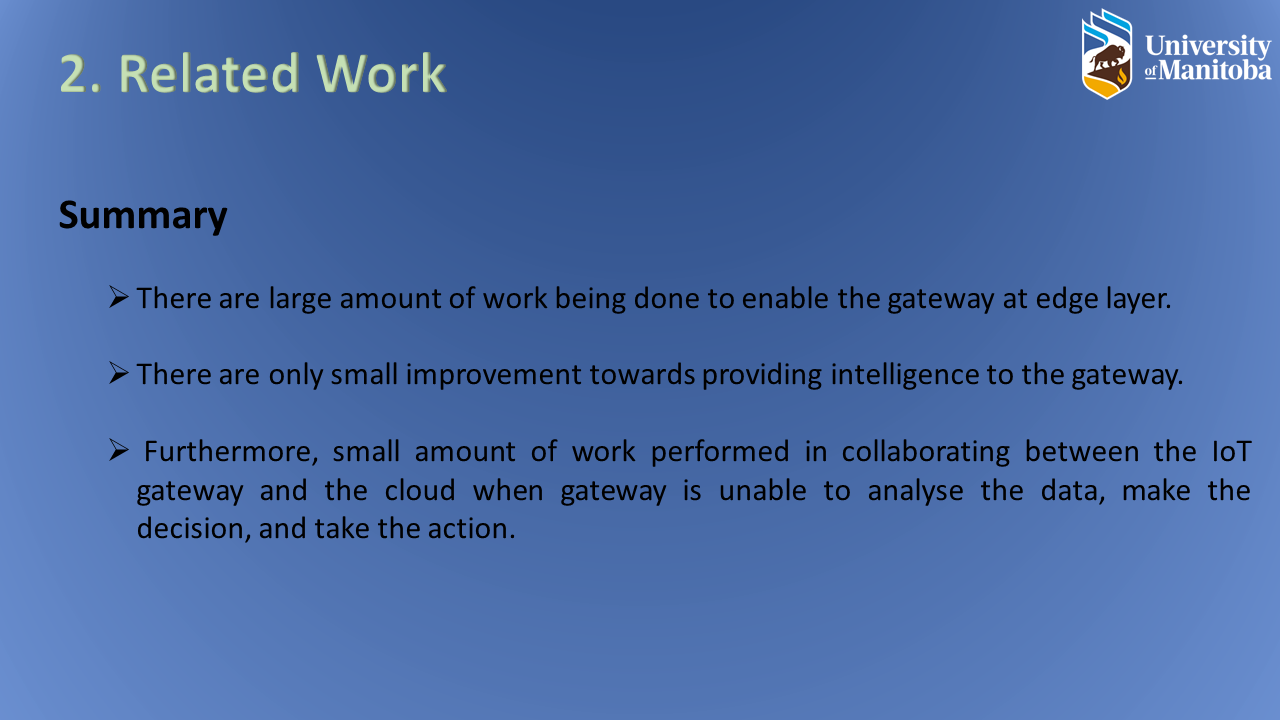 2. Related Work
University
of Manitoba
Summary
➢ There are large amount of work being done to enable the gateway at edge layer.
➢ There are only small improvement towards providing intelligence to the gateway.
➢ Furthermore, small amount of work performed in collaborating between the IoT
gateway and the cloud when gateway is unable to analyse the data, make the
decision, and take the action.